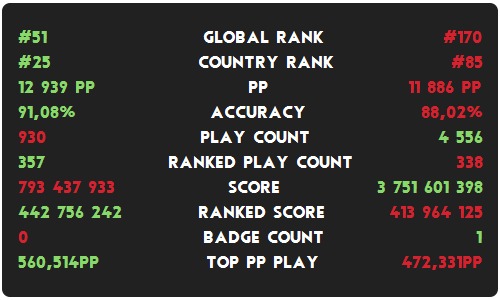 #51 GLOBAL RANK #170
#25 COUNTRY RANK #85
12 939 PP PP 11 886 PP
91,08% ACCURACY 88,02%
930 PLAY COUNT 4 556
357 RANKED PLAY COUNT 338
793 437 933 SCORE 3 751 601 398
442 756 242 RANKED SCORE 413 964 125
0 BADGE COUNT 1
560,514PP TOP PP PLAY 472,331PP